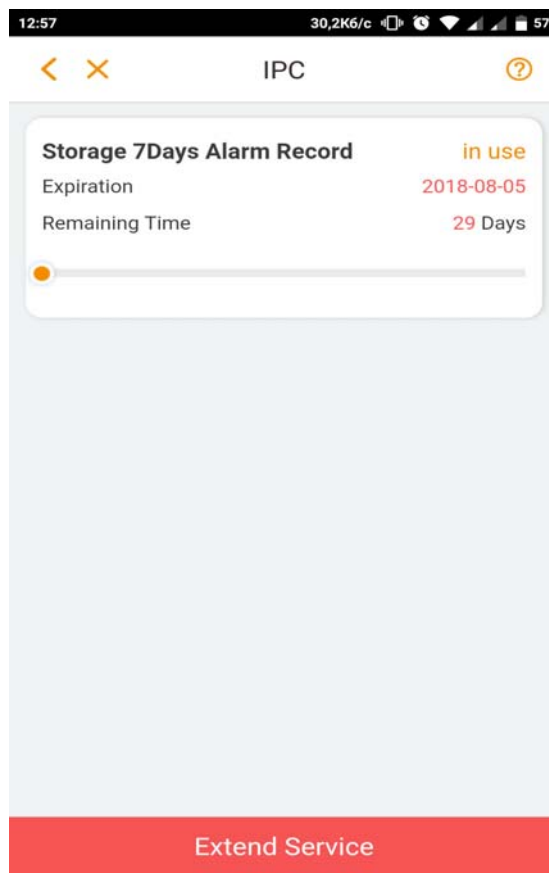 12:57 30,2Кб/с 57
IPC
Storage 7Days Alarm Record in use
Expiration 2018-08-05
Remaining Time 29 Days
Extend Service